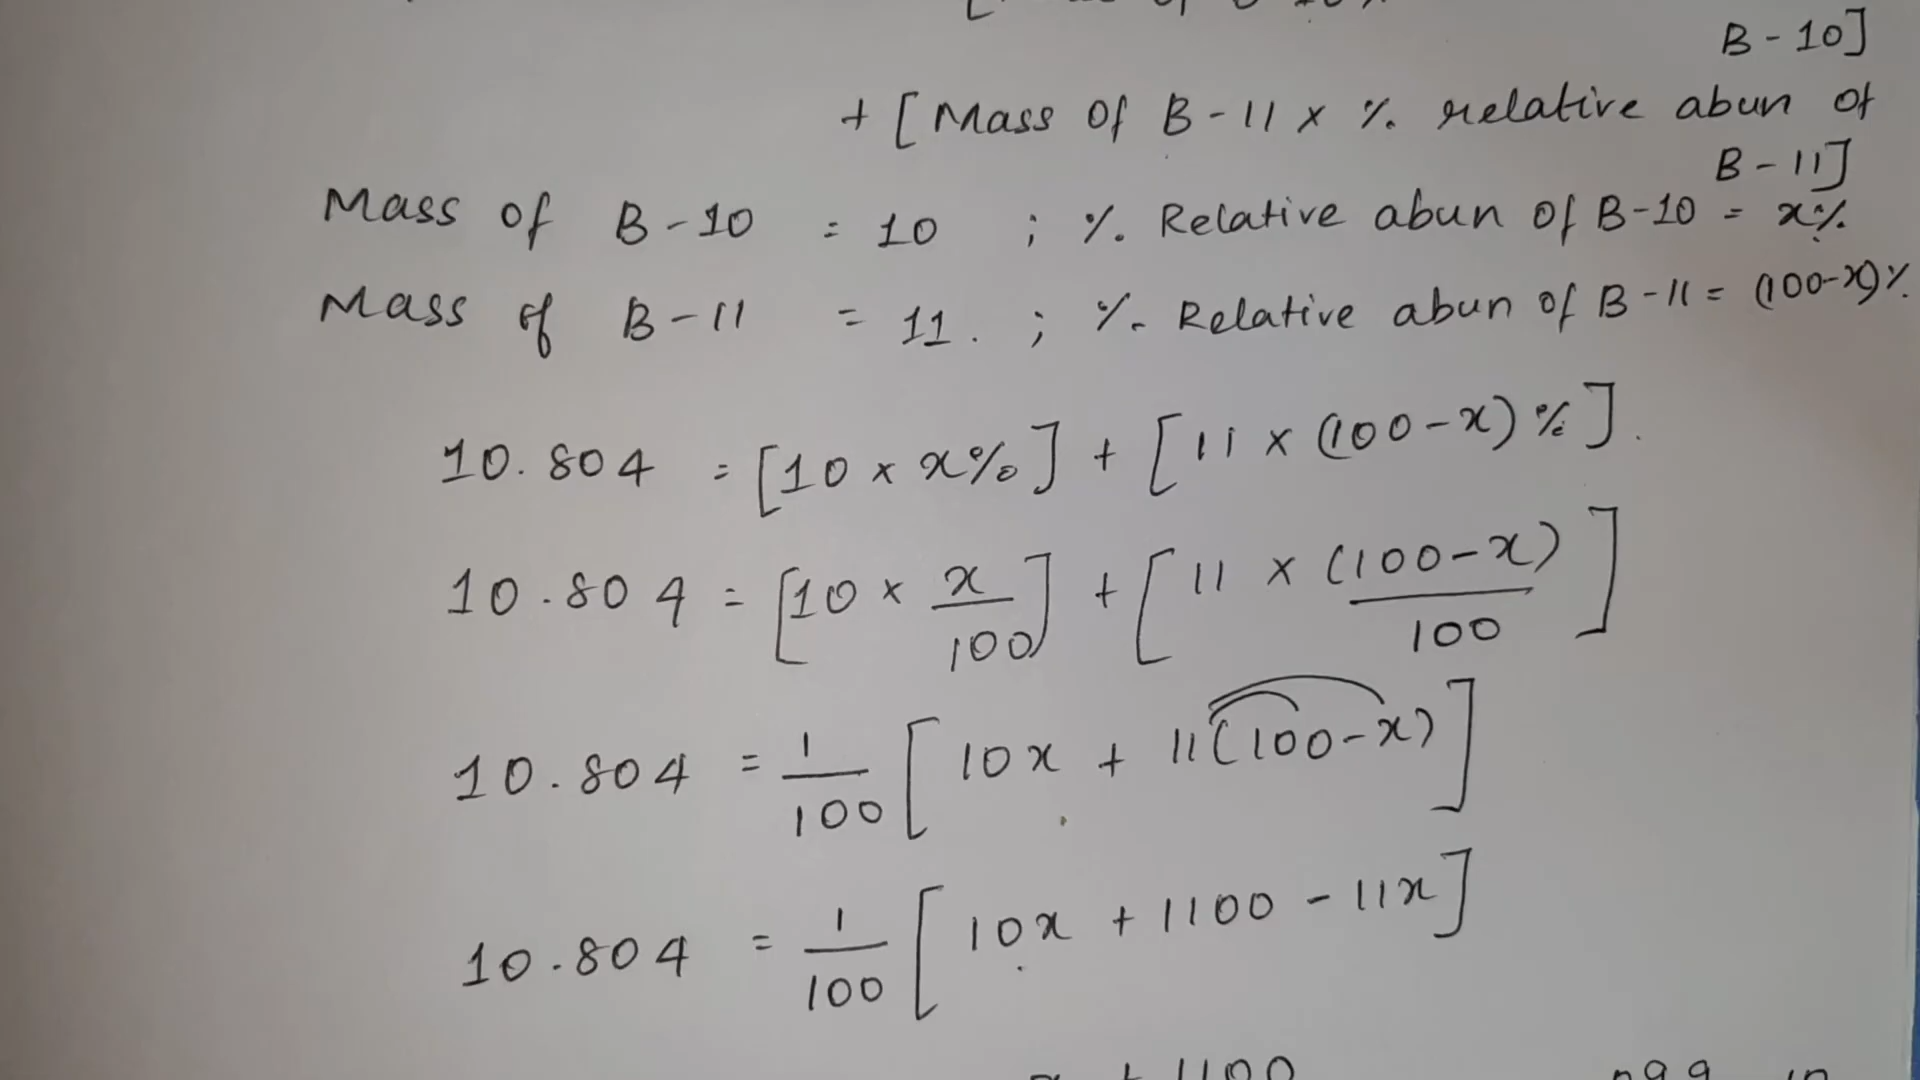 B - 10]
+ [Mass Of B - 11 x % relative abun of
B - 11]
Mass of B - 10 = 10 ; % Relative abun of B-10 = x%
Mass of B - 11 = 11 . ; % Relative abun of B - 11 = (100-x)%
10.804 = [10 x x%] + [11 x (100-x)%].
10.804 = [10 x x/100] + [11 x (100-x)/100]
10.804 = 1/100 [10x + 11(100-x)]
10.804 = 1/100 [10x + 1100 - 11x]
+ 1100